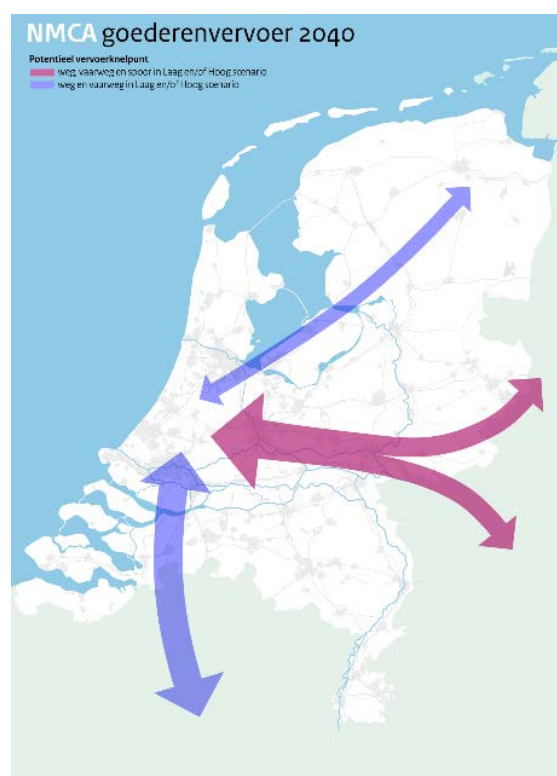 NMCA goederenvervoer 2040
Potentieel vervoerknelpunt
weg, vaarweg en spoor in Laag en/of Hoog scenario
weg en vaarweg in Laag en/of Hoog scenario